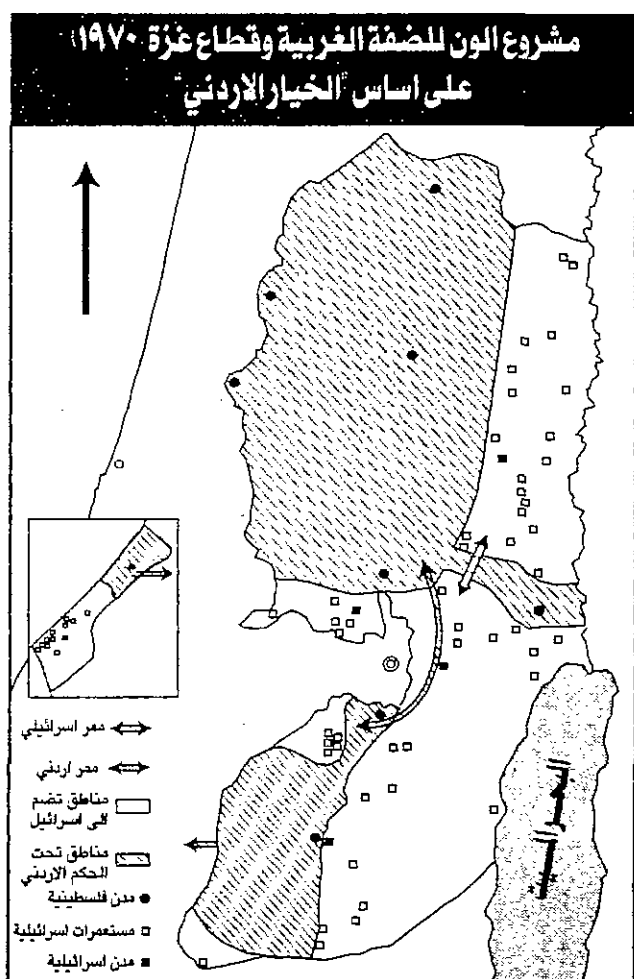 مشروع الون للضفة الغربية وقطاع غزة ١٩٧٠)
على اساس "الخيار الاردني"
ممر اسرائيلي
ممر اردني
مناطق تضم
الى اسرائيل
مناطق تحت
الحكم الاردني
مدن فلسطينية
مستعمرات اسرائيلية
مدن اسرائيلية